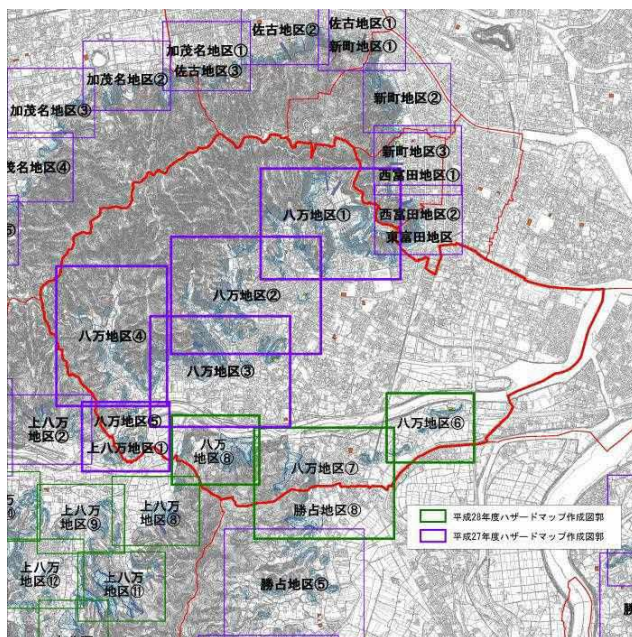 佐古地区②
佐古地区①
新町地区①
加茂名地区①
佐古地区③
加茂名地区②
加茂名地区③
新町地区②
茂名地区④
新町地区③
西富田地区①
西富田地区②
東富田地区
八万地区①
八万地区②
八万地区④
八万地区③
八万地区⑤
上八万地区①
上八万
地区②
八万
地区⑧
八万地区⑥
八万地区⑦
勝占地区⑧
上八万
地区⑨
上八万
地区⑧
上八万
地区⑫
上八万
地区⑪
勝占地区⑤
平成28年度ハザードマップ作成図郭
平成27年度ハザードマップ作成図郭
勝